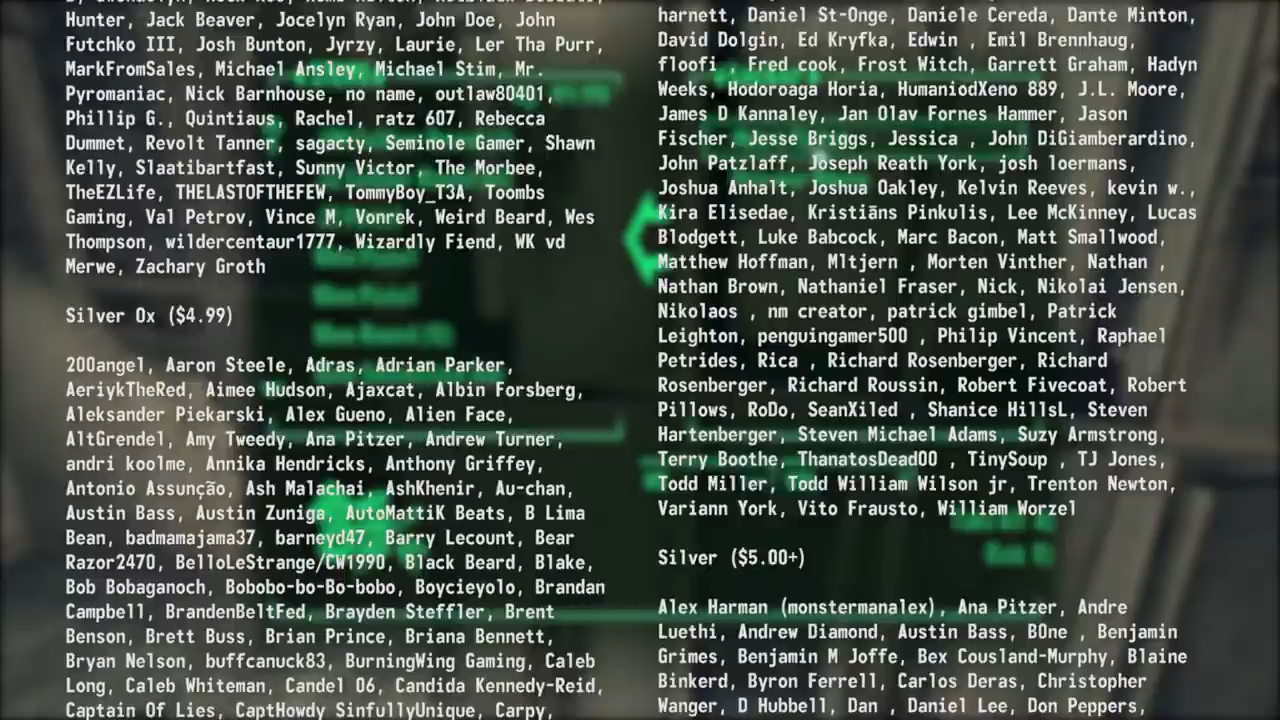 Hunter, Jack Beaver, Jocelyn Ryan, John Doe, John
Futchko III, Josh Bunton, Jyrzy, Laurie, Ler Tha Purr,
MarkFromSales, Michael Ansley, Michael Stim, Mr.
Pyromaniac, Nick Barnhouse, no name, outlaw80401,
Phillip G., Quintiaus, Rachel, ratz 607, Rebecca
Dummet, Revolt Tanner, sagacty, Seminole Gamer, Shawn
Kelly, Slaatibartfast, Sunny Victor, The Morbee,
TheEZLife, THELASTOFTHEFEW, TommyBoy_T3A, Toombs
Gaming, Val Petrov, Vince M, Vonrek, Weird Beard, Wes
Thompson, wildercentaur1777, Wizardly Fiend, WK vd
Merwe, Zachary Groth
Silver Ox ($4.99)
200angel, Aaron Steele, Adras, Adrian Parker,
AeriykTheRed, Aimee Hudson, Ajaxcat, Albin Forsberg,
Aleksander Piekarski, Alex Gueno, Alien Face,
AltGrendel, Amy Tweedy, Ana Pitzer, Andrew Turner,
andri koolme, Annika Hendricks, Anthony Griffey,
Antonio Assunção, Ash Malachai, AshKhenir, Au-chan,
Austin Bass, Austin Zuniga, AutoMattiK Beats, B Lima
Bean, badmamajama37, barneyd47, Barry Lecount, Bear
Razor2470, BelloLeStrange/CW1990, Black Beard, Blake,
Bob Bobaganoch, Bobobo-bo-Bo-bobo, Boycieyolo, Brandan
Campbell, BrandenBeltFed, Brayden Steffler, Brent
Benson, Brett Buss, Brian Prince, Briana Bennett,
Bryan Nelson, buffcanuck83, BurningWing Gaming, Caleb
Long, Caleb Whiteman, Candel 06, Candida Kennedy-Reid,
Captain Of Lies, CaptHowdy SinfullyUnique, Carpy,
harnett, Daniel St-Onge, Daniele Cereda, Dante Minton,
David Dolgin, Ed Kryfka, Edwin , Emil Brennhaug,
floofi , Fred cook, Frost Witch, Garrett Graham, Hadyn
Weeks, Hodoroaga Horia, HumaniodXeno 889, J.L. Moore,
James D Kannaley, Jan Olav Fornes Hammer, Jason
Fischer, Jesse Briggs, Jessica , John DiGiamberardino,
John Patzlaff, Joseph Reath York, josh loermans,
Joshua Anhalt, Joshua Oakley, Kelvin Reeves, kevin w.,
Kira Elisedae, Kristiāns Pinkulis, Lee McKinney, Lucas
Blodgett, Luke Babcock, Marc Bacon, Matt Smallwood,
Matthew Hoffman, Mltjern , Morten Vinther, Nathan ,
Nathan Brown, Nathaniel Fraser, Nick, Nikolai Jensen,
Nikolaos , nm creator, patrick gimbel, Patrick
Leighton, penguingamer500 , Philip Vincent, Raphael
Petrides, Rica , Richard Rosenberger, Richard
Rosenberger, Richard Roussin, Robert Fivecoat, Robert
Pillows, RoDo, SeanXiled , Shanice HillsL, Steven
Hartenberger, Steven Michael Adams, Suzy Armstrong,
Terry Boothe, ThanatosDead00 , TinySoup , TJ Jones,
Todd Miller, Todd William Wilson jr, Trenton Newton,
Variann York, Vito Frausto, William Worzel
Silver ($5.00+)
Alex Harman (monstermanalex), Ana Pitzer, Andre
Luethi, Andrew Diamond, Austin Bass, BOne , Benjamin
Grimes, Benjamin M Joffe, Bex Cousland-Murphy, Blaine
Binkerd, Byron Ferrell, Carlos Deras, Christopher
Wanger, D Hubbell, Dan , Daniel Lee, Don Peppers,